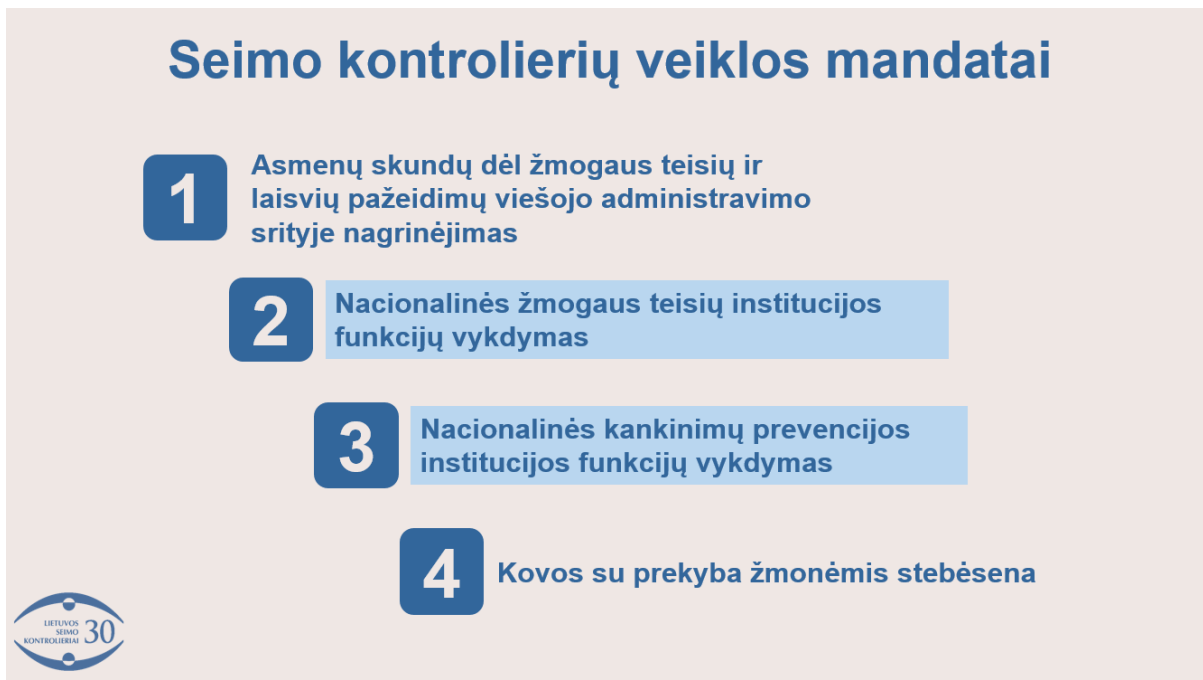 Seimo kontrolierių veiklos mandatai
1
Asmenų skundų dėl žmogaus teisių ir
laisvių pažeidimų viešojo administravimo
srityje nagrinėjimas
2
Nacionalinės žmogaus teisių institucijos
funkcijų vykdymas
3
Nacionalinės kankinimų prevencijos
institucijos funkcijų vykdymas
4
Kovos su prekyba žmonėmis stebėsena
LIETUVOS
SEIMO
KONTROLIERIAI
30